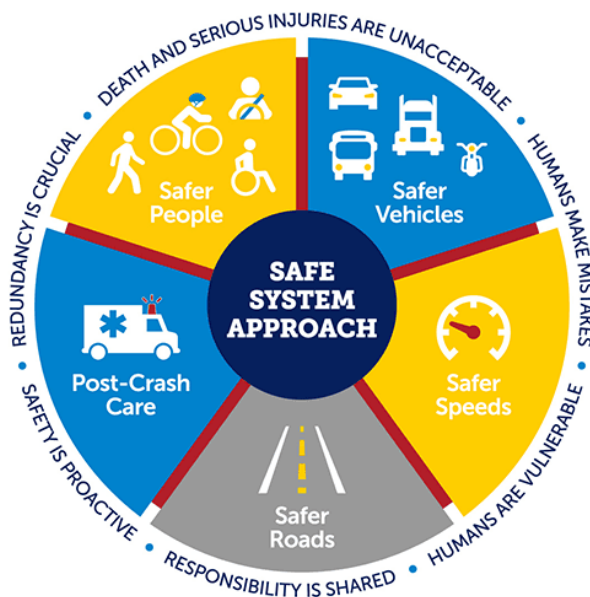 DEATH AND SERIOUS INJURIES ARE UNACCEPTABLE
HUMANS MAKE MISTAKES
HUMANS ARE VULNERABLE
RESPONSIBILITY IS SHARED
SAFETY IS PROACTIVE
REDUNDANCY IS CRUCIAL
Safer
People
Safer
Vehicles
SAFE
SYSTEM
APPROACH
Post-Crash
Care
Safer
Speeds
Safer
Roads